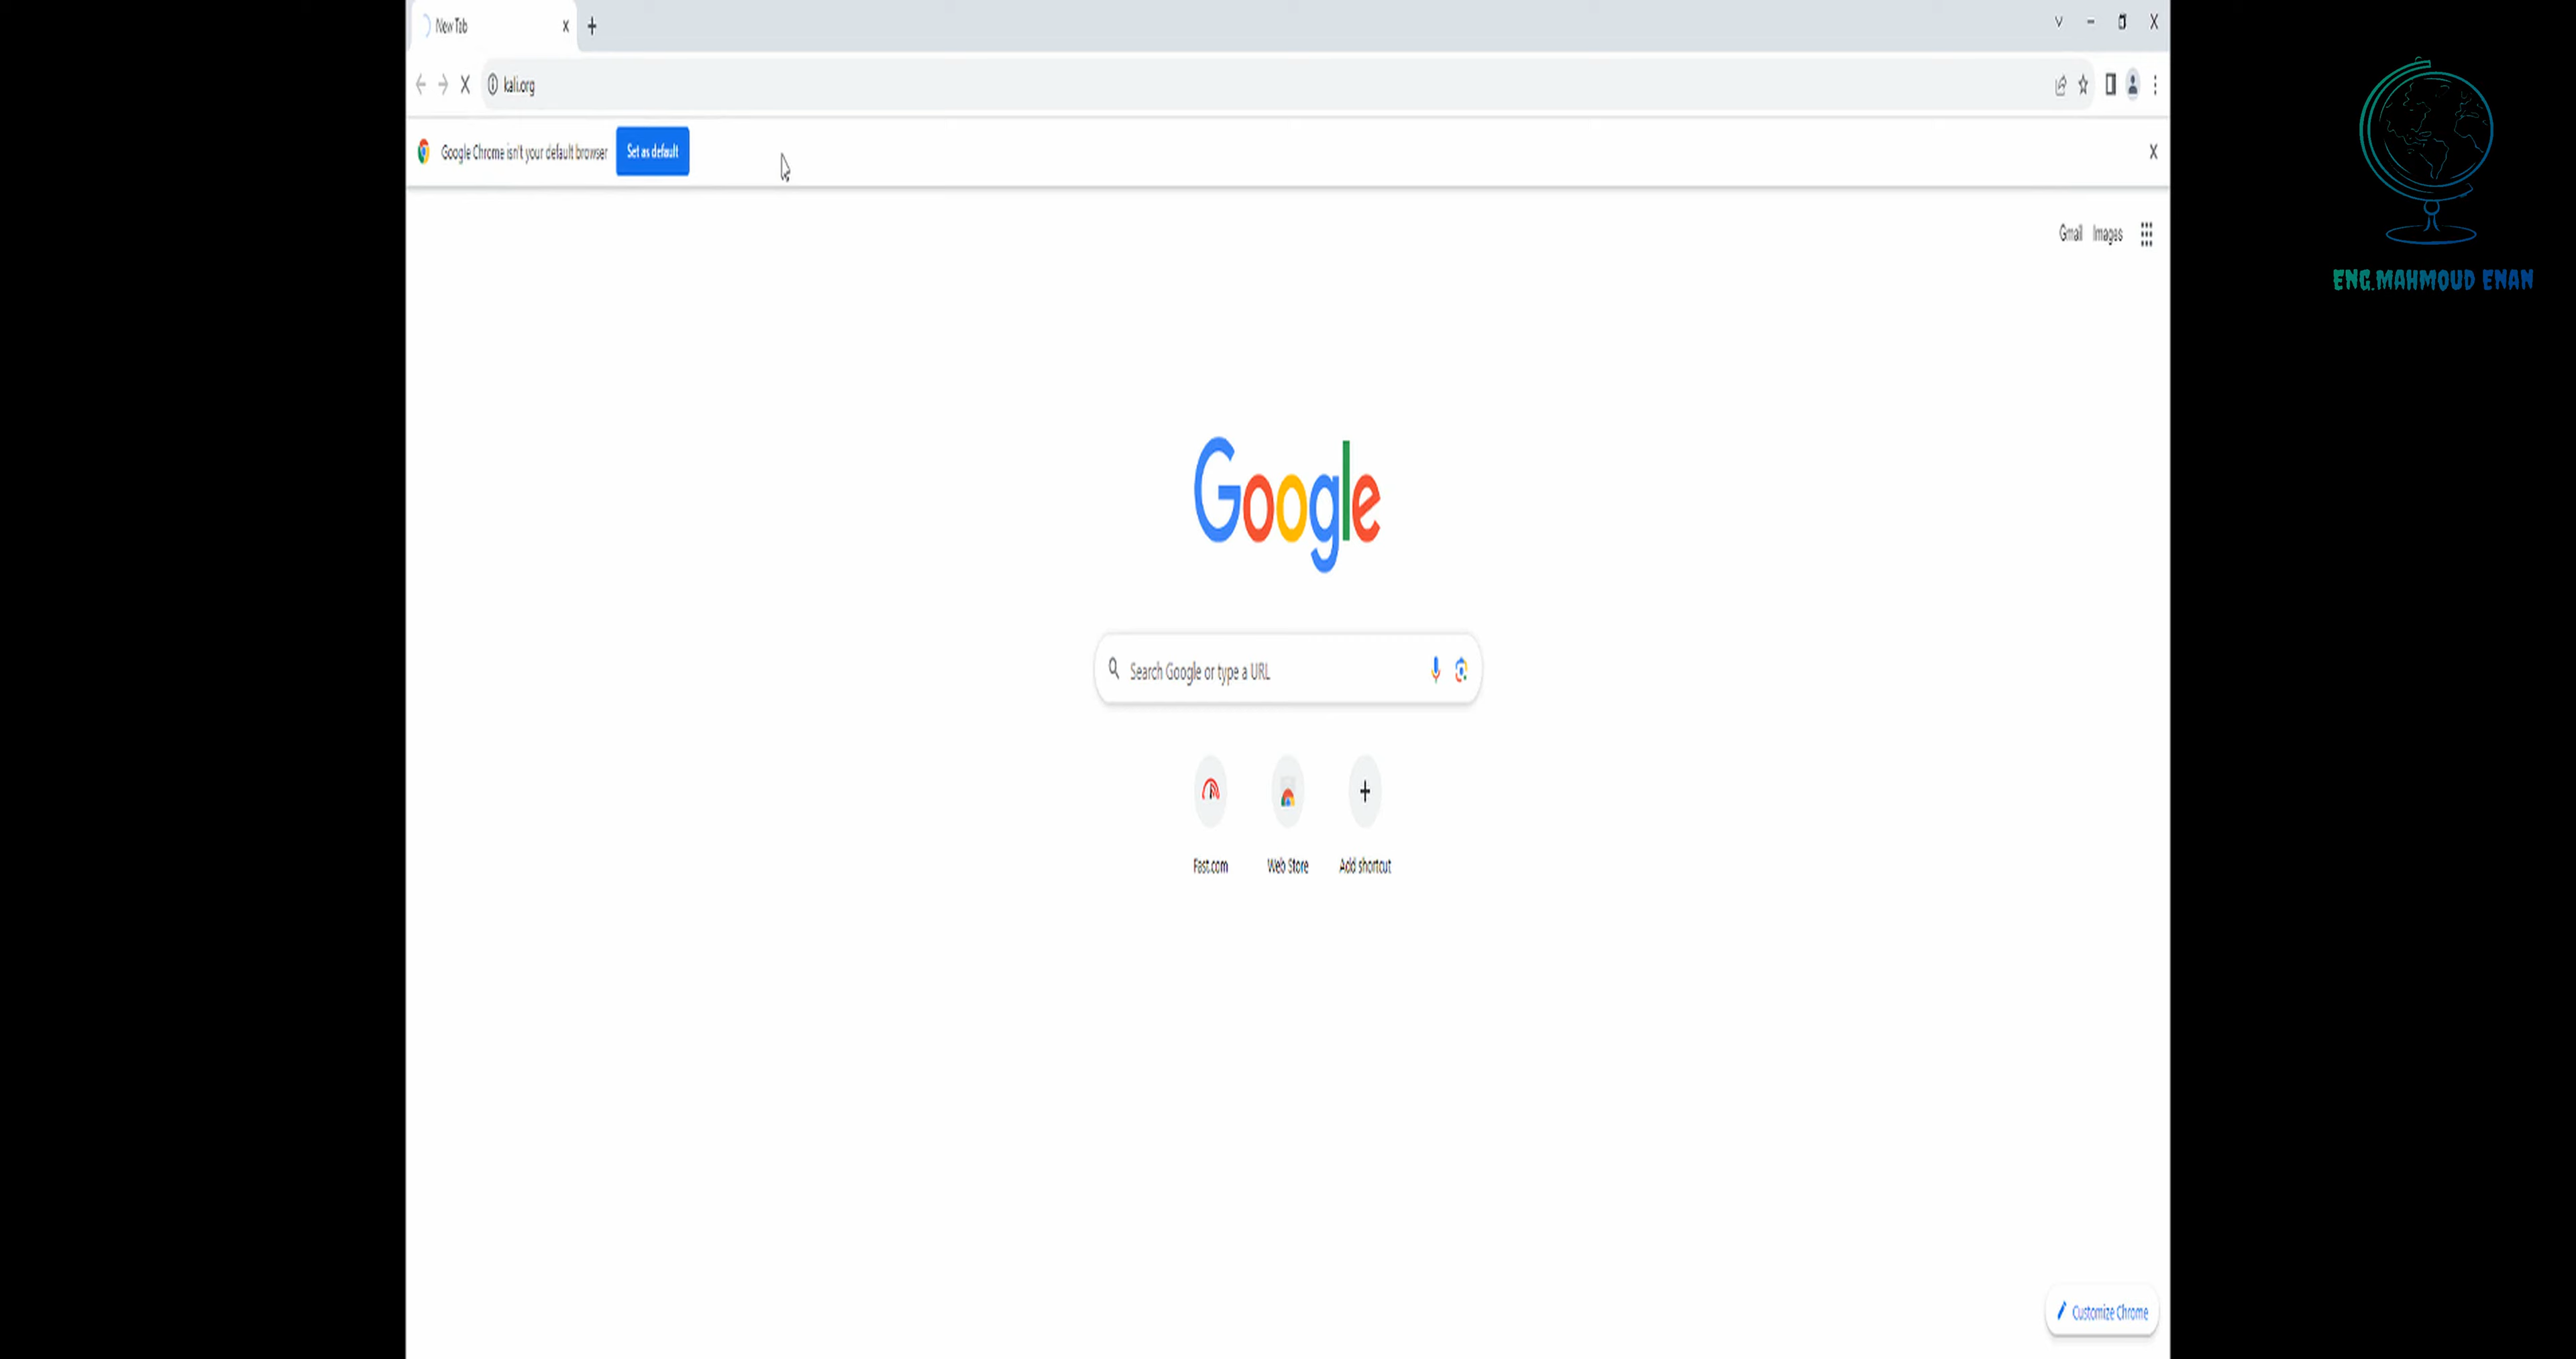 New Tab
kali.org
Google Chrome isn't your default browser
Set as default
Gmail Images
ENG.MAHMOUD ENAN
Google
Search Google or type a URL
Fast.com
Web Store
Add shortcut
Customize Chrome